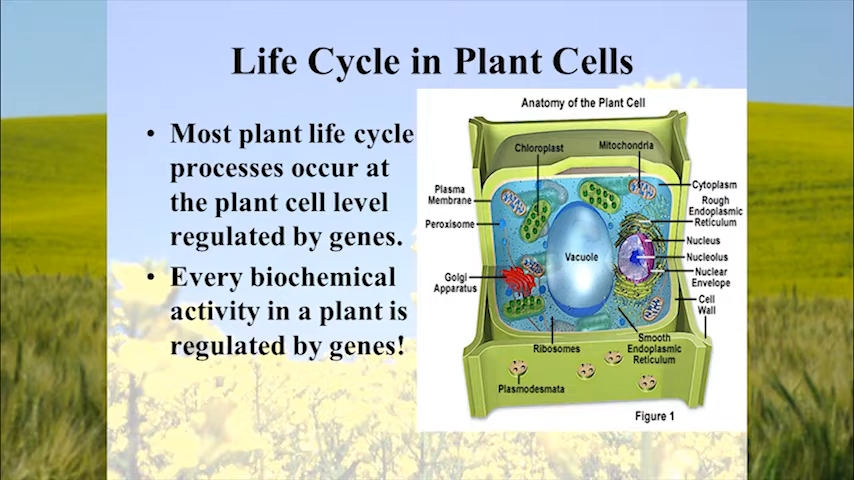 Life Cycle in Plant Cells
• Most plant life cycle
processes occur at
the plant cell level
regulated by genes.
• Every biochemical
activity in a plant is
regulated by genes!
Anatomy of the Plant Cell
Chloroplast
Mitochondria
Plasma
Membrane
Cytoplasm
Rough
Endoplasmic
Reticulum
Peroxisome
Nucleus
Vacuole
Nucleolus
Golgi
Apparatus
Nuclear
Envelope
Cell
Wall
Ribosomes
Smooth
Endoplasmic
Reticulum
Plasmodesmata
Figure 1